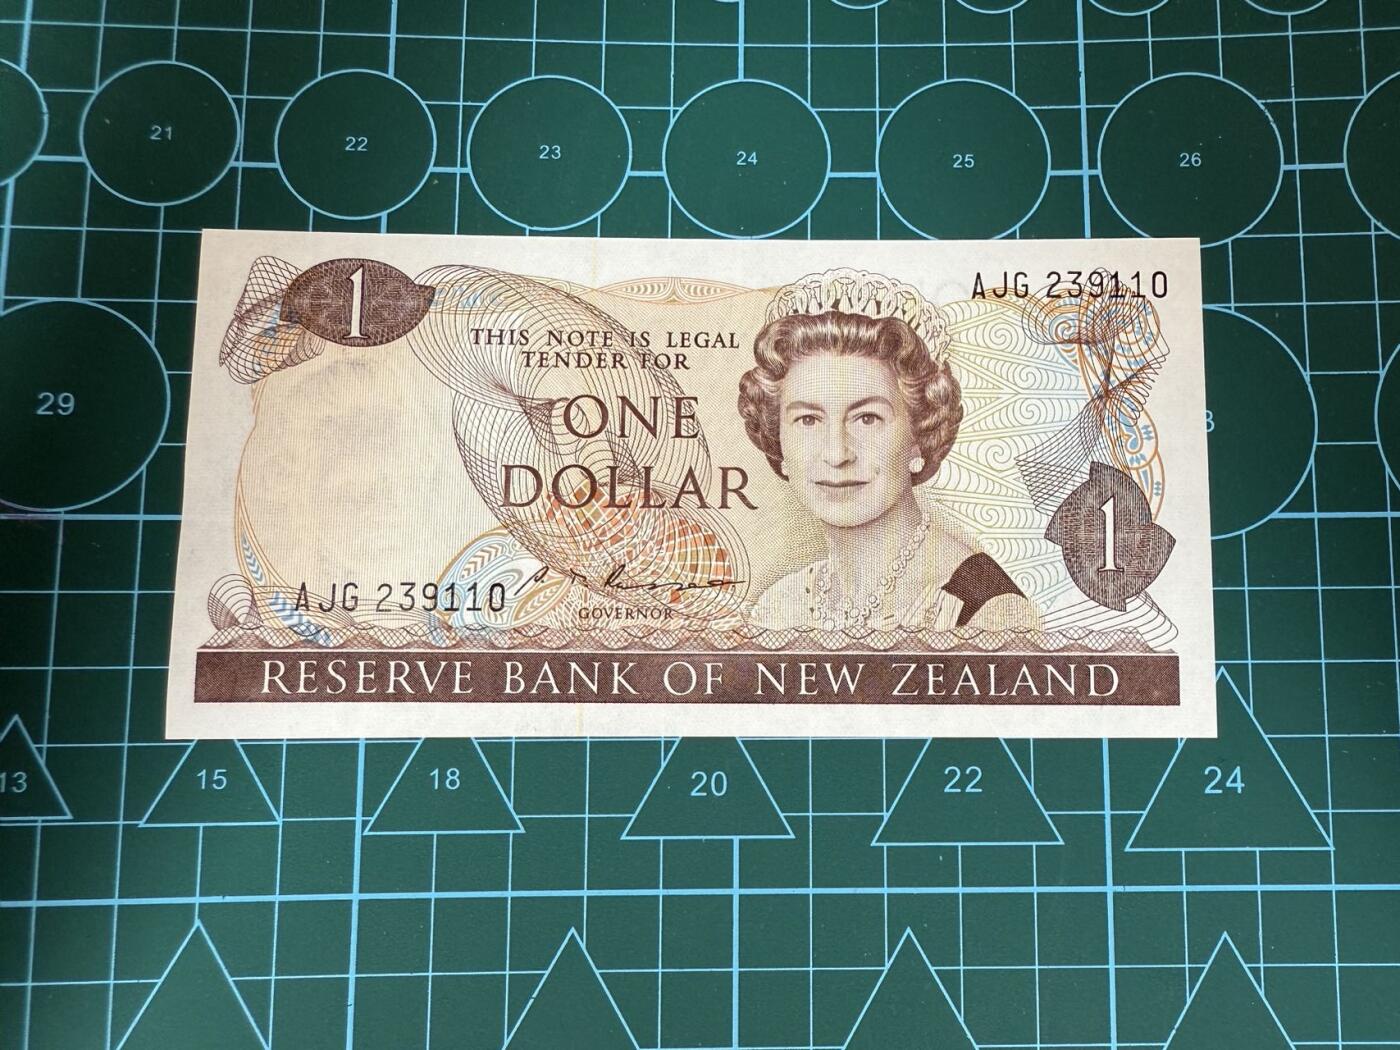 21
22
23
24
25
26
1
AJG 239110
THIS NOTE IS LEGAL
TENDER FOR
ONE
DOLLAR
29
1
AJG 239110
GOVERNOR
RESERVE BANK OF NEW ZEALAND
13
15
18
20
22
24